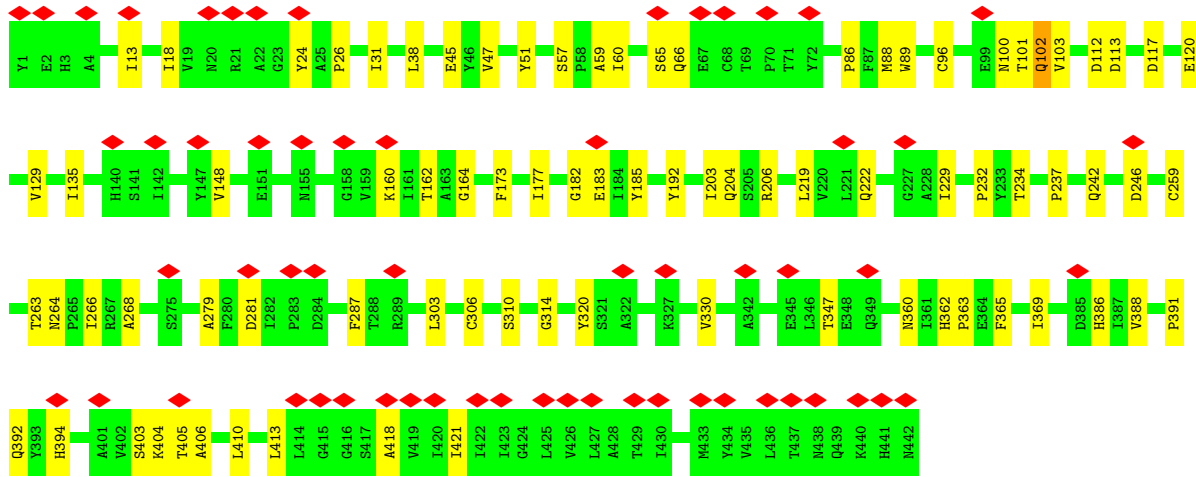 Y1 E2 H3 A4 I13 I18 V19 N20 R21 A22 G23 Y24 A25 P26 I31 L38 E45 Y46 V47 Y51 S57 P58 A59 I60 S65 Q66 E67 C68 T69 P70 T71 Y72 P86 F87 M88 W89 C96 E99 N100 T101 Q102 V103 D112 D113 D117 E120
V129 I135 H140 S141 I142 Y147 V148 E151 N155 G158 V159 K160 I161 T162 A163 G164 F173 I177 G182 E183 I184 Y185 Y192 I203 Q204 S205 R206 L219 V220 L221 Q222 G227 A228 I229 P232 Y233 T234 P237 Q242 D246 C259
T263 N264 P265 I266 R267 A268 S275 A279 F280 D281 I282 P283 D284 F287 T288 R289 L303 C306 S310 G314 Y320 S321 A322 K327 V330 A342 E345 L346 T347 E348 Q349 N360 I361 H362 P363 E364 F365 I369 D385 H386 I387 V388 P391
Q392 Y393 H394 A401 V402 S403 K404 T405 A406 L410 L413 L414 G415 G416 S417 A418 V419 I420 I421 I422 I423 G424 L425 V426 L427 A428 T429 I430 M433 Y434 V435 L436 T437 N438 Q439 K440 H441 N442